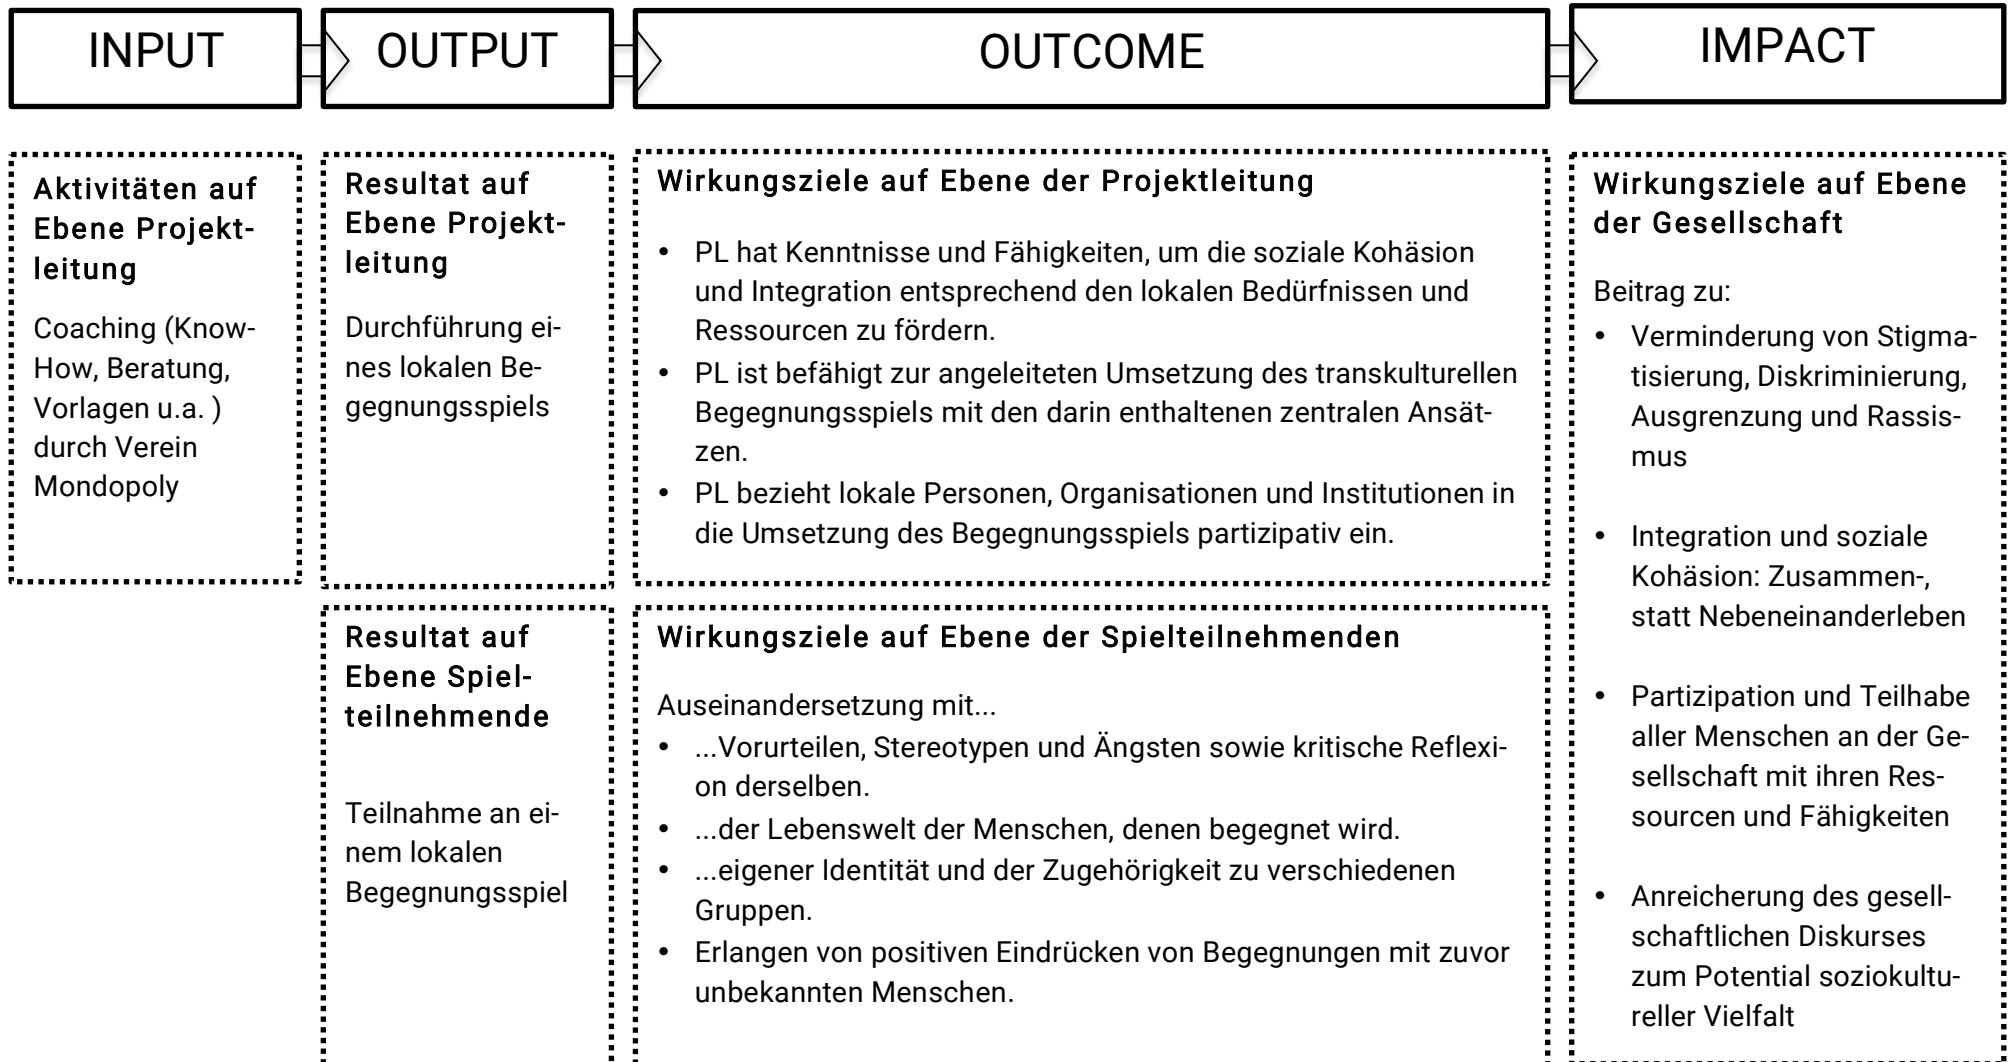 INPUT
OUTPUT
OUTCOME
IMPACT
Aktivitäten auf
Ebene Projekt-
leitung
Coaching (Know-
How, Beratung,
Vorlagen u.a. )
durch Verein
Mondopoly
Resultat auf
Ebene Projekt-
leitung
Durchführung ei-
nes lokalen Be-
gegnungsspiels
Resultat auf
Ebene Spiel-
teilnehmende
Teilnahme an ei-
nem lokalen
Begegnungsspiel
Wirkungsziele auf Ebene der Projektleitung
• PL hat Kenntnisse und Fähigkeiten, um die soziale Kohäsion
und Integration entsprechend den lokalen Bedürfnissen und
Ressourcen zu fördern.
• PL ist befähigt zur angeleiteten Umsetzung des transkulturellen
Begegnungsspiels mit den darin enthaltenen zentralen Ansät-
zen.
• PL bezieht lokale Personen, Organisationen und Institutionen in
die Umsetzung des Begegnungsspiels partizipativ ein.
Wirkungsziele auf Ebene der Spielteilnehmenden
Auseinandersetzung mit...
• ...Vorurteilen, Stereotypen und Ängsten sowie kritische Reflexi-
on derselben.
• ...der Lebenswelt der Menschen, denen begegnet wird.
• ...eigener Identität und der Zugehörigkeit zu verschiedenen
Gruppen.
• Erlangen von positiven Eindrücken von Begegnungen mit zuvor
unbekannten Menschen.
Wirkungsziele auf Ebene
der Gesellschaft
Beitrag zu:
• Verminderung von Stigma-
tisierung, Diskriminierung,
Ausgrenzung und Rassis-
mus
• Integration und soziale
Kohäsion: Zusammen-,
statt Nebeneinanderleben
• Partizipation und Teilhabe
aller Menschen an der Ge-
sellschaft mit ihren Res-
sourcen und Fähigkeiten
• Anreicherung des gesell-
schaftlichen Diskurses
zum Potential soziokultu-
reller Vielfalt